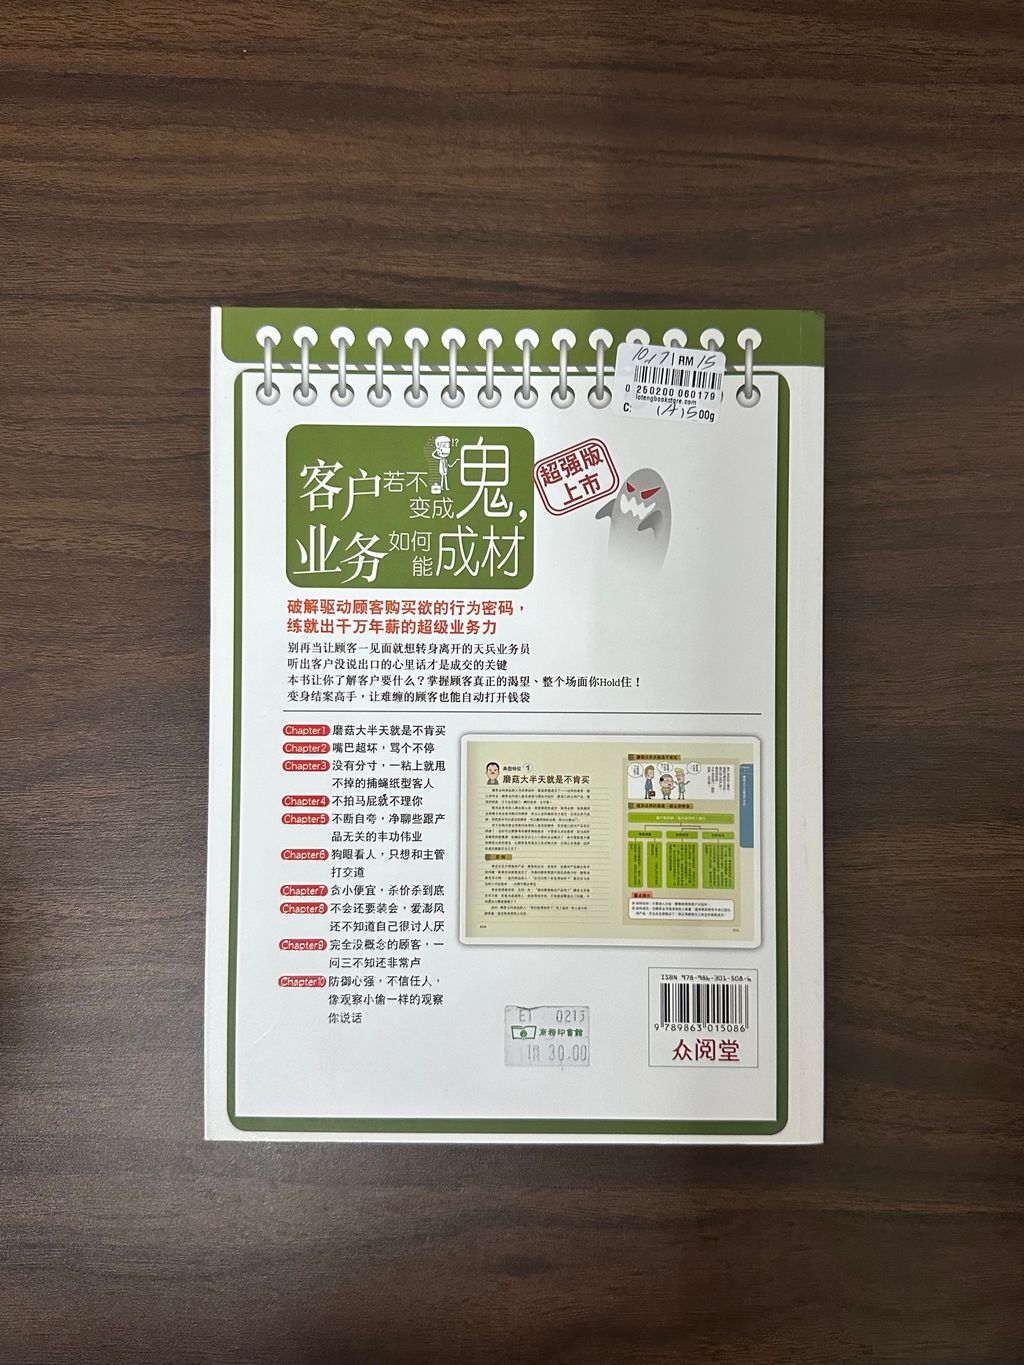 10,71 RM 15
0 250200 060179
lotengbookstore.com
C: (A)500g
客户若不变成鬼,
!?
业务如何能成材
超强版
上市
破解驱动顾客购买欲的行为密码，
练就出千万年薪的超级业务力
别再当让顾客一见面就想转身离开的天兵业务员
听出客户没说出口的心里话才是成交的关键
本书让你了解客户要什么？掌握顾客真正的渴望、整个场面你Hold住！
变身结案高手，让难缠的顾客也能自动打开钱袋
Chapter1 磨菇大半天就是不肯买
Chapter2 嘴巴超坏，骂个不停
Chapter3 没有分寸，一粘上就甩
不掉的捕蝇纸型客人
Chapter4 不拍马屁就不理你
Chapter5 不断自夸，净聊些跟产
品无关的丰功伟业
Chapter6 狗眼看人，只想和主管
打交道
Chapter7 贪小便宜，杀价杀到底
Chapter8 不会还要装会，爱澎风
还不知道自己很讨人厌
Chapter9 完全没概念的顾客，一
问三不知还非常卢
Chapter10 防御心强，不信任人，
像观察小偷一样的观察
你说话
典型特征 1
磨菇大半天就是不肯买
ISBN 978-986-301-508-6
9 789863 015086
众阅堂
E1 0215
商務印書館
1R 30.00